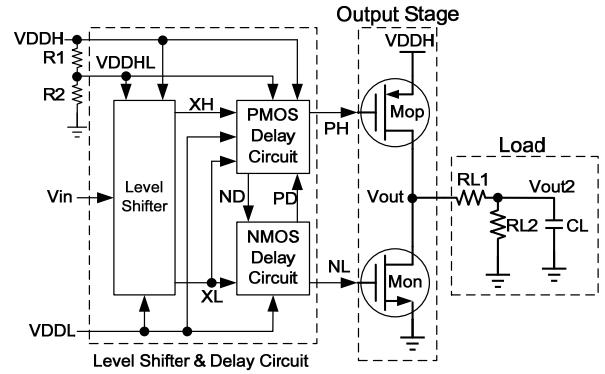 Output Stage
VDDH
VDDH
R1
VDDHL
R2
XH
PMOS
Delay
Circuit
PH
Mop
Load
Level
Shifter
Vin
ND
PD
Vout
RL1
Vout2
RL2
CL
NMOS
Delay
Circuit
XL
NL
Mon
VDDL
Level Shifter & Delay Circuit